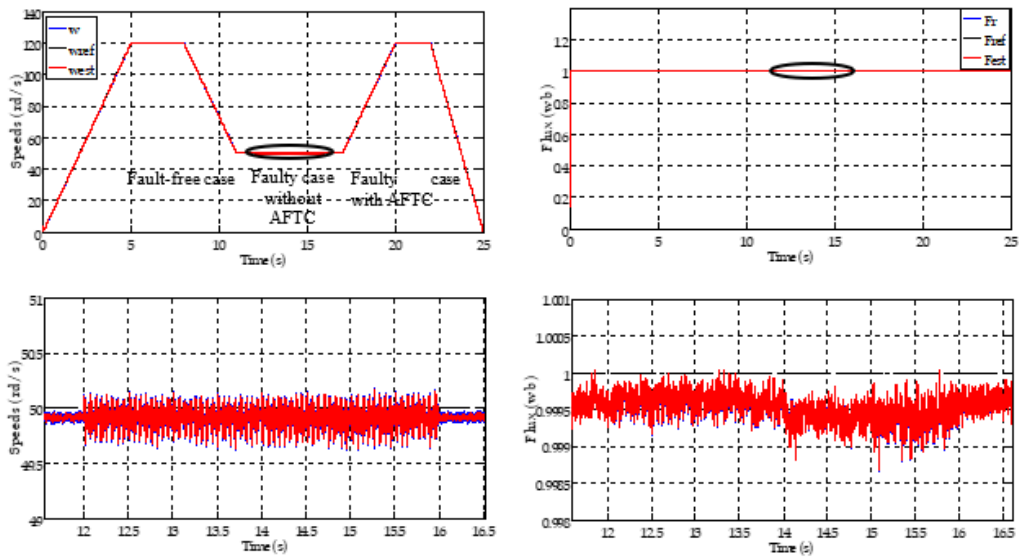 140
120
100
80
60
40
20
0
Speeds (rd/s)
w
wref
west
Fault-free case
Faulty case
without
AFTC
Faulty case
with AFTC
0 5 10 15 20 25
Time (s)
1.2
1
0.8
0.6
0.4
0.2
0
Flux (wb)
Fr
Fref
Fest
0 5 10 15 20 25
Time (s)
51
50.5
50
49.5
49
Speeds (rd/s)
12 12.5 13 13.5 14 14.5 15 15.5 16 16.5
Time (s)
1.001
1.0005
1
0.9995
0.999
0.9985
0.998
Flux (wb)
12 12.5 13 13.5 14 14.5 15 15.5 16 16.5
Time (s)